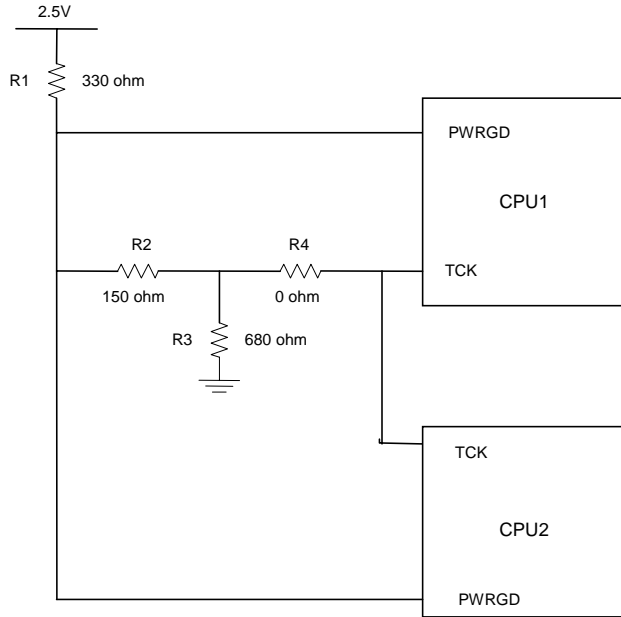 2.5V
R1 330 ohm
PWRGD
CPU1
R2 R4
TCK
150 ohm 0 ohm
R3 680 ohm
TCK
CPU2
PWRGD